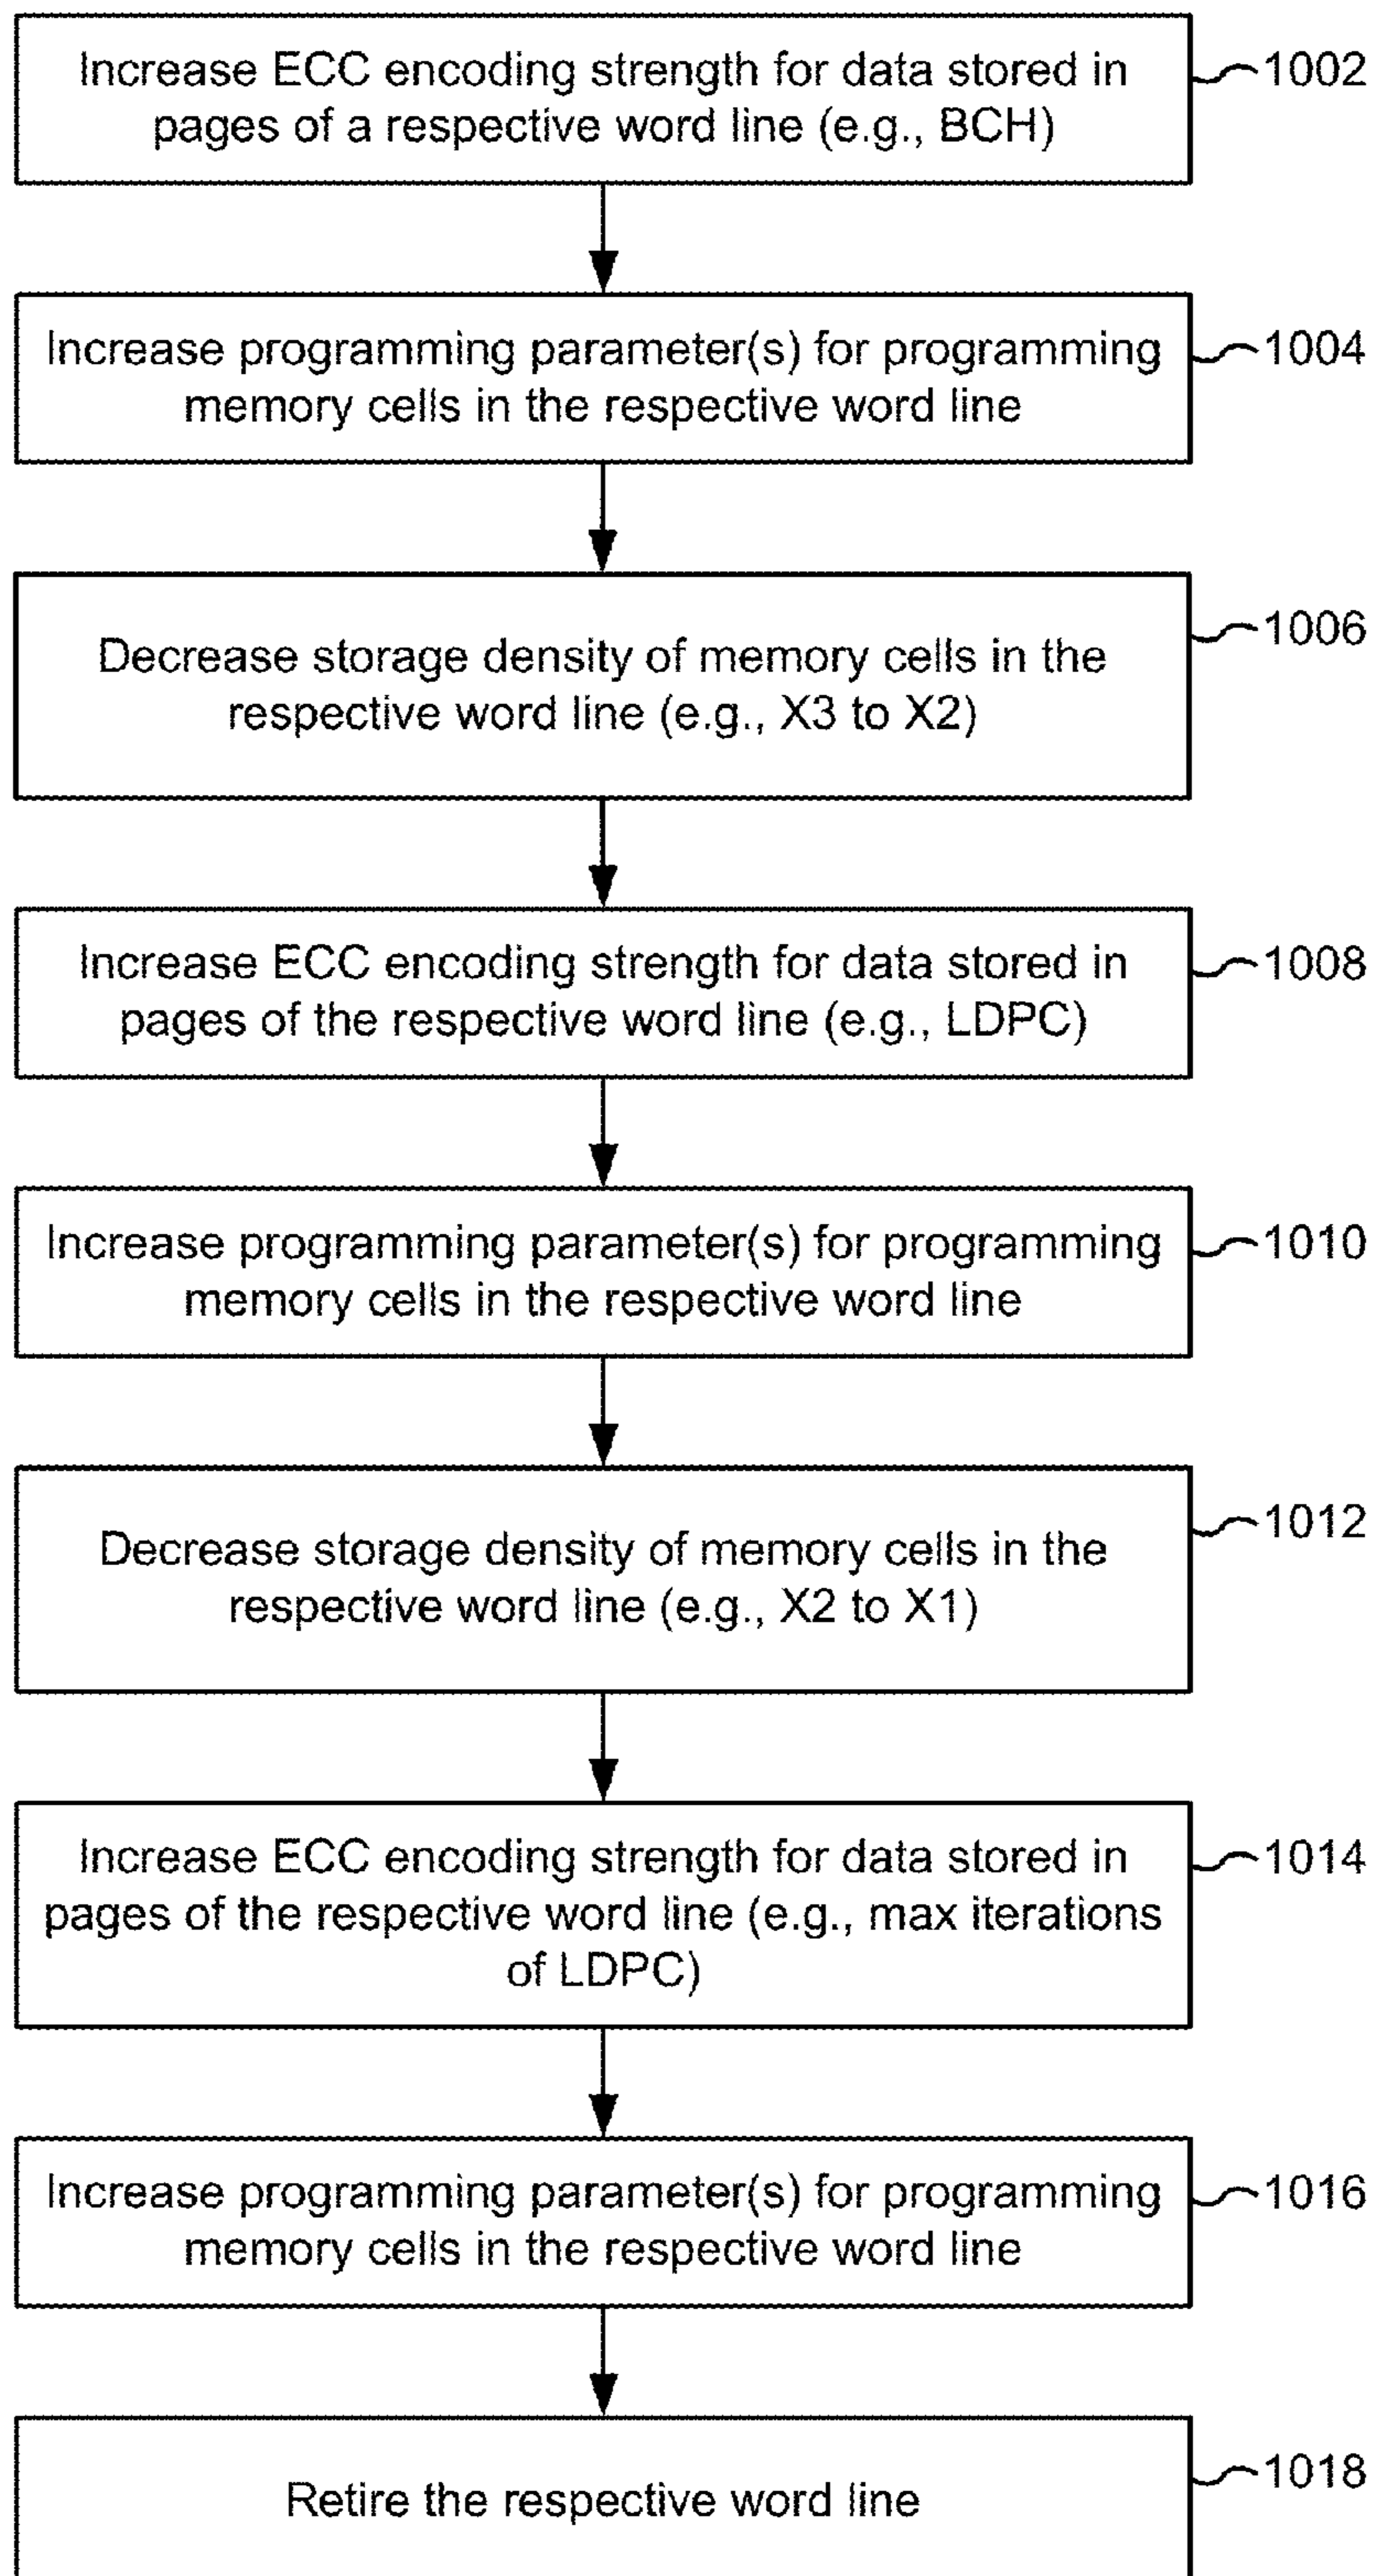 Increase ECC encoding strength for data stored in
pages of a respective word line (e.g., BCH)
1002
Increase programming parameter(s) for programming
memory cells in the respective word line
1004
Decrease storage density of memory cells in the
respective word line (e.g., X3 to X2)
1006
Increase ECC encoding strength for data stored in
pages of the respective word line (e.g., LDPC)
1008
Increase programming parameter(s) for programming
memory cells in the respective word line
1010
Decrease storage density of memory cells in the
respective word line (e.g., X2 to X1)
1012
Increase ECC encoding strength for data stored in
pages of the respective word line (e.g., max iterations
of LDPC)
1014
Increase programming parameter(s) for programming
memory cells in the respective word line
1016
Retire the respective word line
1018